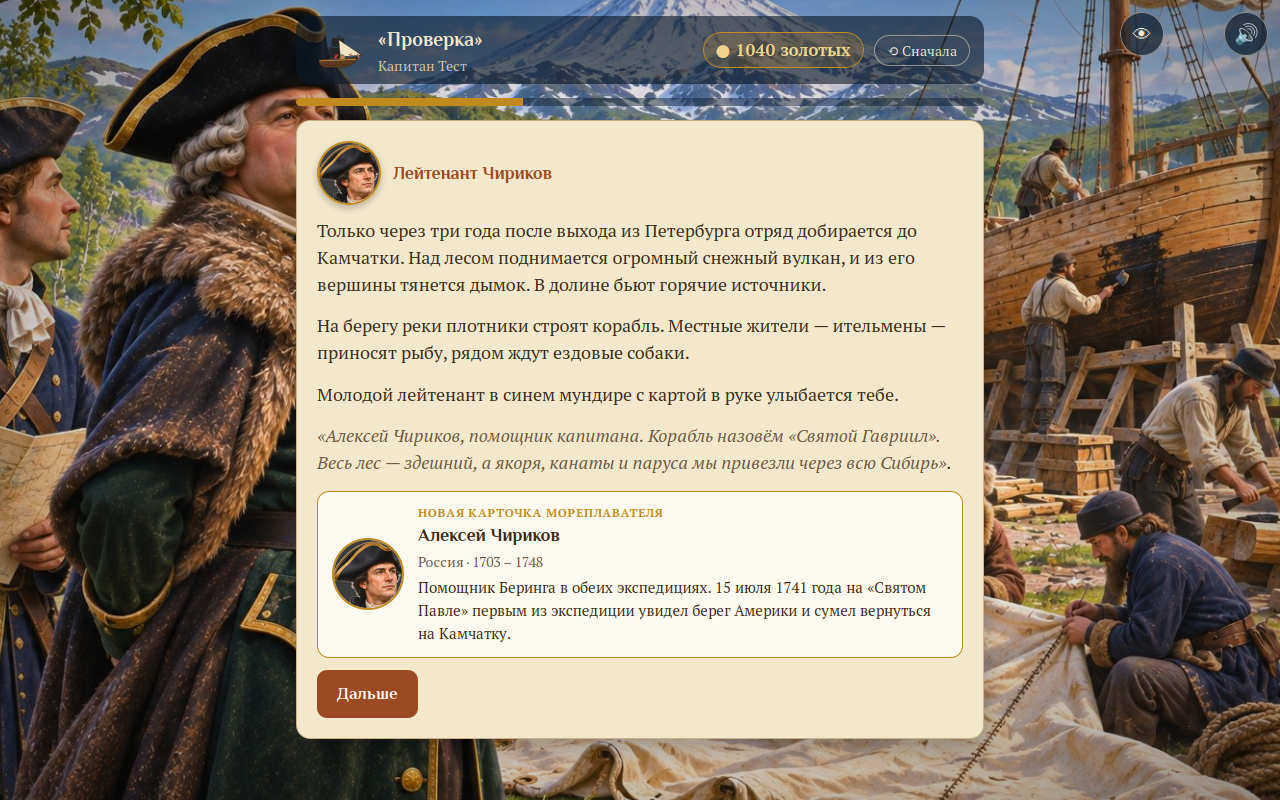 «Проверка»
Капитан Тест
1040 золотых
⟲ Сначала
Лейтенант Чириков
Только через три года после выхода из Петербурга отряд добирается до
Камчатки. Над лесом поднимается огромный снежный вулкан, и из его
вершины тянется дымок. В долине бьют горячие источники.
На берегу реки плотники строят корабль. Местные жители — ительмены —
приносят рыбу, рядом ждут ездовые собаки.
Молодой лейтенант в синем мундире с картой в руке улыбается тебе.
«Алексей Чириков, помощник капитана. Корабль назовём «Святой Гавриил».
Весь лес — здешний, а якоря, канаты и паруса мы привезли через всю Сибирь».
НОВАЯ КАРТОЧКА МОРЕПЛАВАТЕЛЯ
Алексей Чириков
Россия · 1703 – 1748
Помощник Беринга в обеих экспедициях. 15 июля 1741 года на «Святом
Павле» первым из экспедиции увидел берег Америки и сумел вернуться
на Камчатку.
Дальше